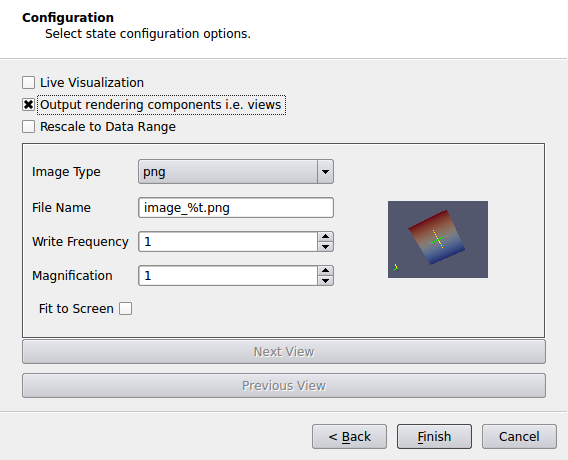 Configuration
Select state configuration options.
Live Visualization
Output rendering components i.e. views
Rescale to Data Range
Image Type png
File Name image_%t.png
Write Frequency 1
Magnification 1
Fit to Screen
Next View
Previous View
< Back Finish Cancel